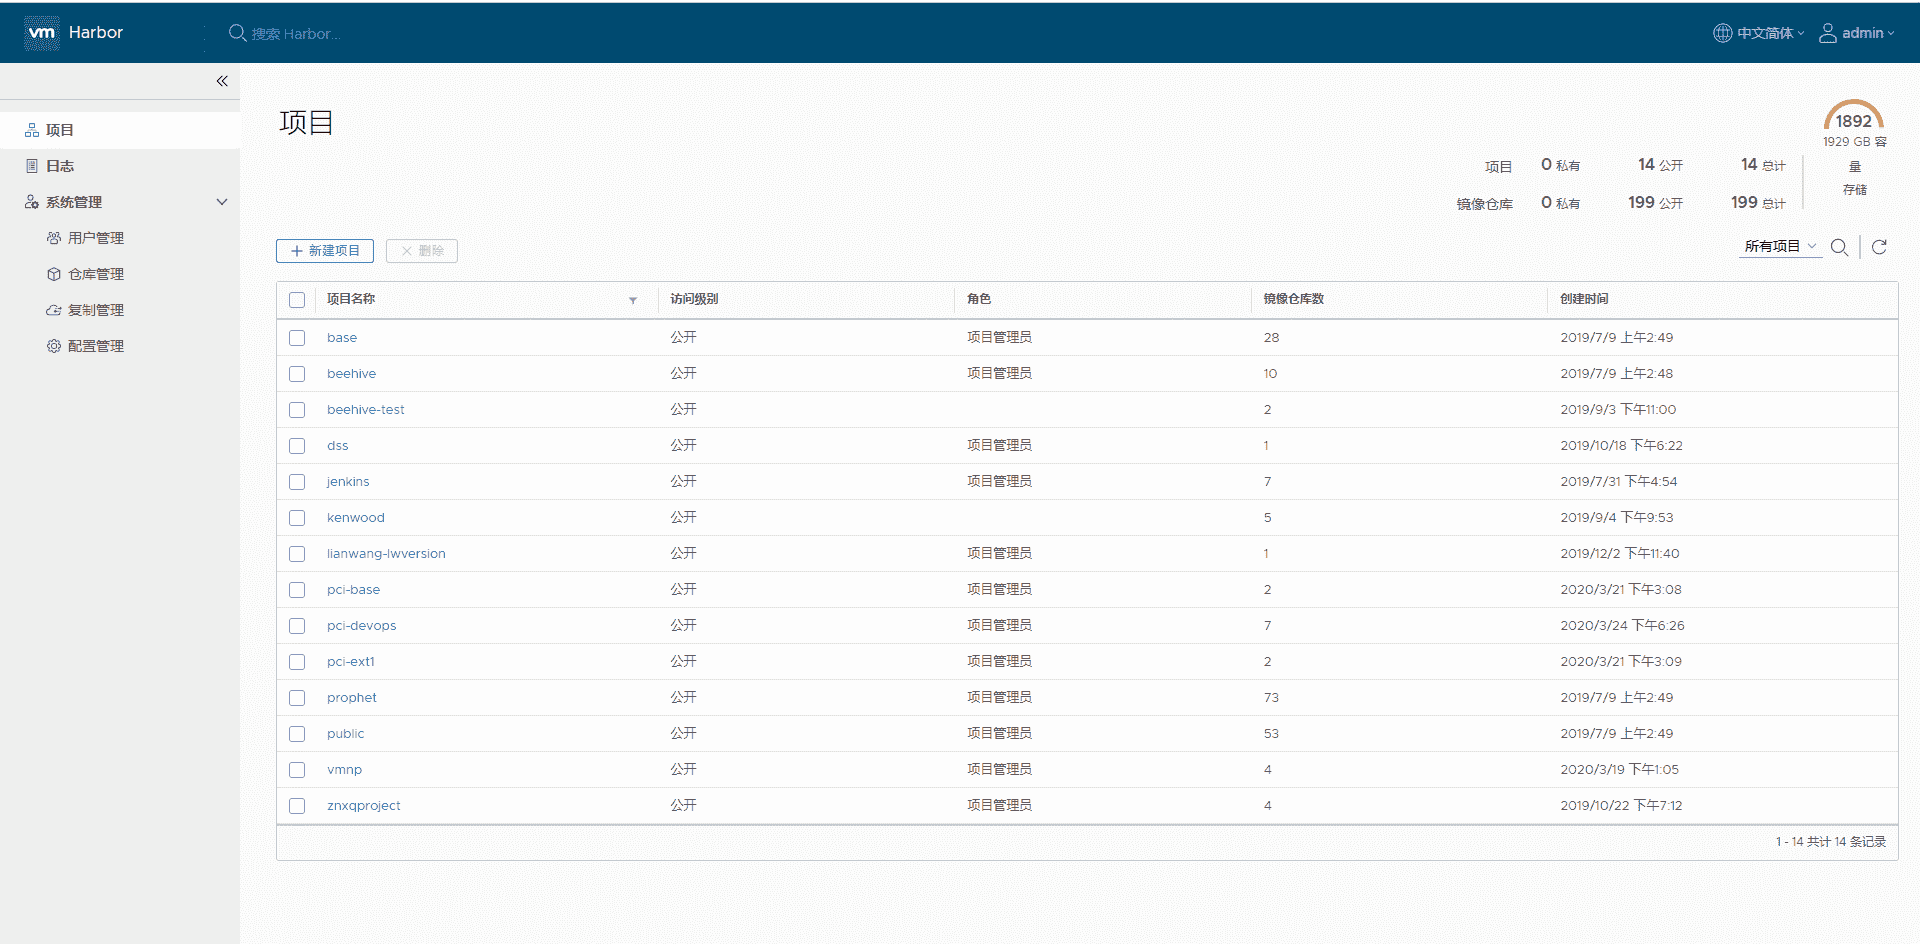 vm Harbor 搜索 Harbor... 中文简体 admin
项目
日志
系统管理
用户管理
仓库管理
复制管理
配置管理
项目
1892
1929 GB 容
量
存储
项目 0 私有 14 公开 14 总计
镜像仓库 0 私有 199 公开 199 总计
新建项目 删除 所有项目
项目名称 访问级别 角色 镜像仓库数 创建时间
base 公开 项目管理员 28 2019/7/9 上午2:49
beehive 公开 项目管理员 10 2019/7/9 上午2:48
beehive-test 公开 2 2019/9/3 下午11:00
dss 公开 项目管理员 1 2019/10/18 下午6:22
jenkins 公开 项目管理员 7 2019/7/31 下午4:54
kenwood 公开 5 2019/9/4 下午9:53
lianwang-lwversion 公开 项目管理员 1 2019/12/2 下午11:40
pci-base 公开 项目管理员 2 2020/3/21 下午3:08
pci-devops 公开 项目管理员 7 2020/3/24 下午6:26
pci-ext1 公开 项目管理员 2 2020/3/21 下午3:09
prophet 公开 项目管理员 73 2019/7/9 上午2:49
public 公开 项目管理员 53 2019/7/9 上午2:49
vmnp 公开 项目管理员 4 2020/3/19 下午1:05
znxqproject 公开 项目管理员 4 2019/10/22 下午7:12
1 - 14 共计 14 条记录